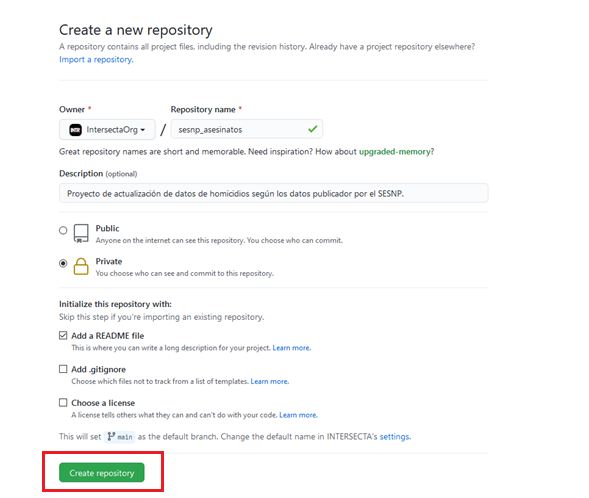 Create a new repository
A repository contains all project files, including the revision history. Already have a project repository elsewhere?
Import a repository.
Owner *
Repository name *
INTR IntersectaOrg
/
sesnp_asesinatos
Great repository names are short and memorable. Need inspiration? How about upgraded-memory?
Description (optional)
Proyecto de actualización de datos de homicidios según los datos publicador por el SESNP.
Public
Anyone on the internet can see this repository. You choose who can commit.
Private
You choose who can see and commit to this repository.
Initialize this repository with:
Skip this step if you're importing an existing repository.
Add a README file
This is where you can write a long description for your project. Learn more.
Add .gitignore
Choose which files not to track from a list of templates. Learn more.
Choose a license
A license tells others what they can and can't do with your code. Learn more.
This will set main as the default branch. Change the default name in INTERSECTA's settings.
Create repository